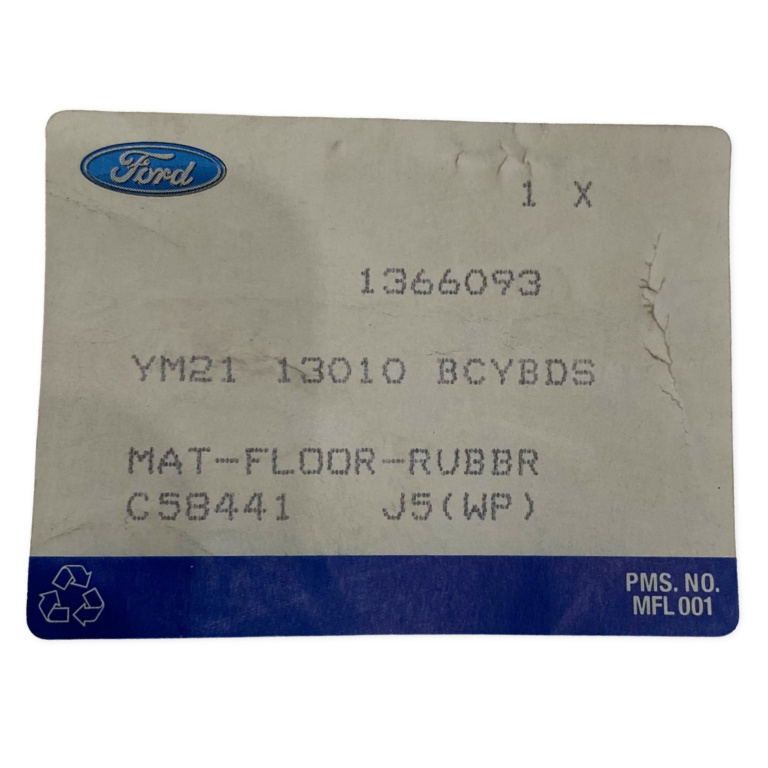 Ford
1 X
1366093
YM21 13010 BCYBDS
MAT-FLOOR-RUBBR
C58441 J5(WP)
PMS. NO.
MFL 001